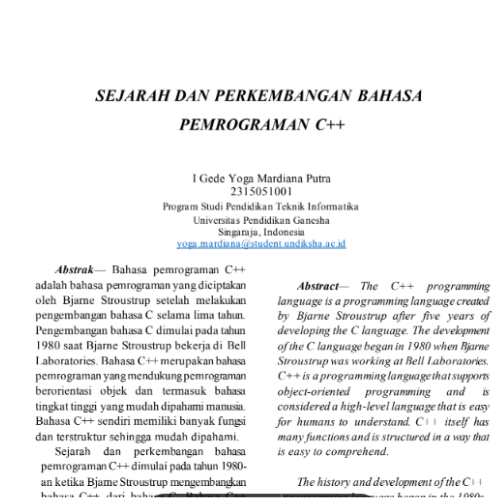 SEJARAH DAN PERKEMBANGAN BAHASA
PEMROGRAMAN C++
I Gede Yoga Mardiana Putra
2315051001
Program Studi Pendidikan Teknik Informatika
Universitas Pendidikan Ganesha
Singaraja, Indonesia
yoga.mardiana@student.undiksha.ac.id
Abstrak— Bahasa pemrograman C++
adalah bahasa pemrograman yang diciptakan
oleh Bjarne Stroustrup setelah melakukan
pengembangan bahasa C selama lima tahun.
Pengembangan bahasa C dimulai pada tahun
1980 saat Bjarne Stroustrup bekerja di Bell
Laboratories. Bahasa C++ merupakan bahasa
pemrograman yang mendukung pemrograman
berorientasi objek dan termasuk bahasa
tingkat tinggi yang mudah dipahami manusia.
Bahasa C++ sendiri memiliki banyak fungsi
dan terstruktur sehingga mudah dipahami.
Sejarah dan perkembangan bahasa
pemrograman C++ dimulai pada tahun 1980-
an ketika Bjarne Stroustrup mengembangkan
bahasa C++ dari bahasa C. Bahasa C++
Abstract— The C++ programming
language is a programming language created
by Bjarne Stroustrup after five years of
developing the C language. The development
of the C language began in 1980 when Bjarne
Stroustrup was working at Bell Laboratories.
C++ is a programming language that supports
object-oriented programming and is
considered a high-level language that is easy
for humans to understand. C++ itself has
many functions and is structured in a way that
is easy to comprehend.
The history and development of the C++
programming language began in the 1980s